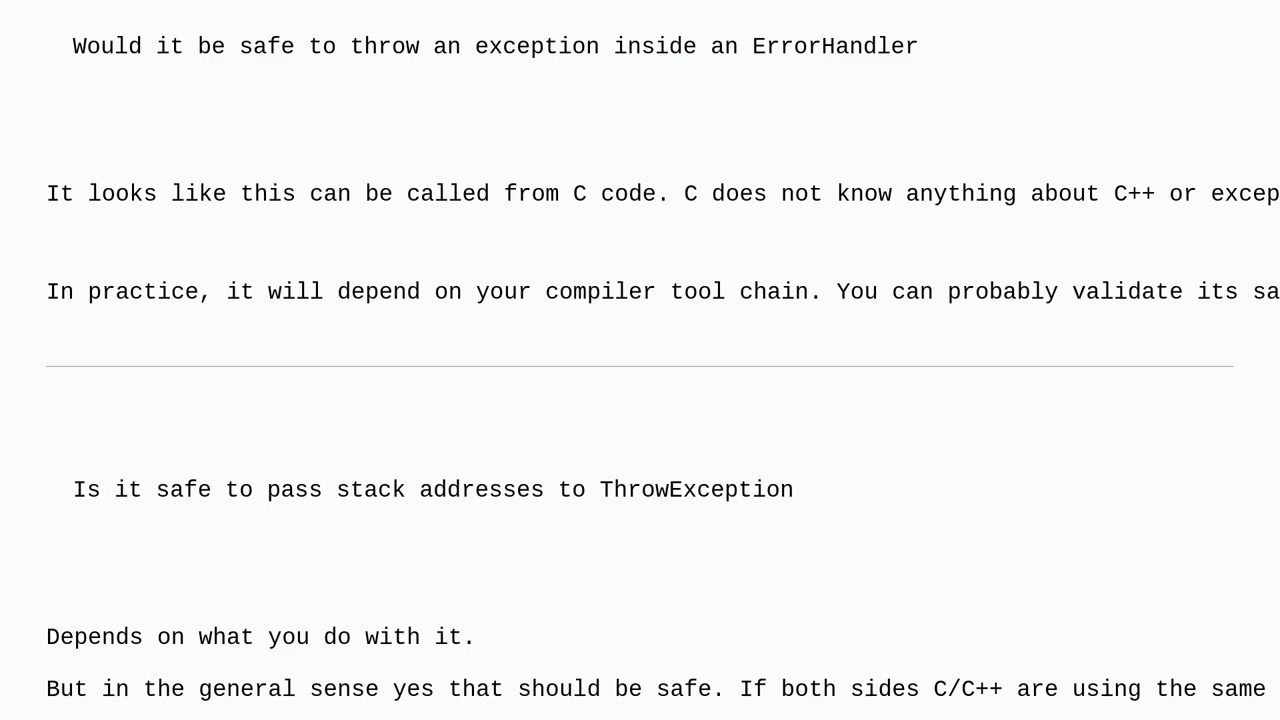 Would it be safe to throw an exception inside an ErrorHandler
It looks like this can be called from C code. C does not know anything about C++ or
In practice, it will depend on your compiler tool chain. You can probably validate its
Is it safe to pass stack addresses to ThrowException
Depends on what you do with it.
But in the general sense yes that should be safe. If both sides C/C++ are using the same